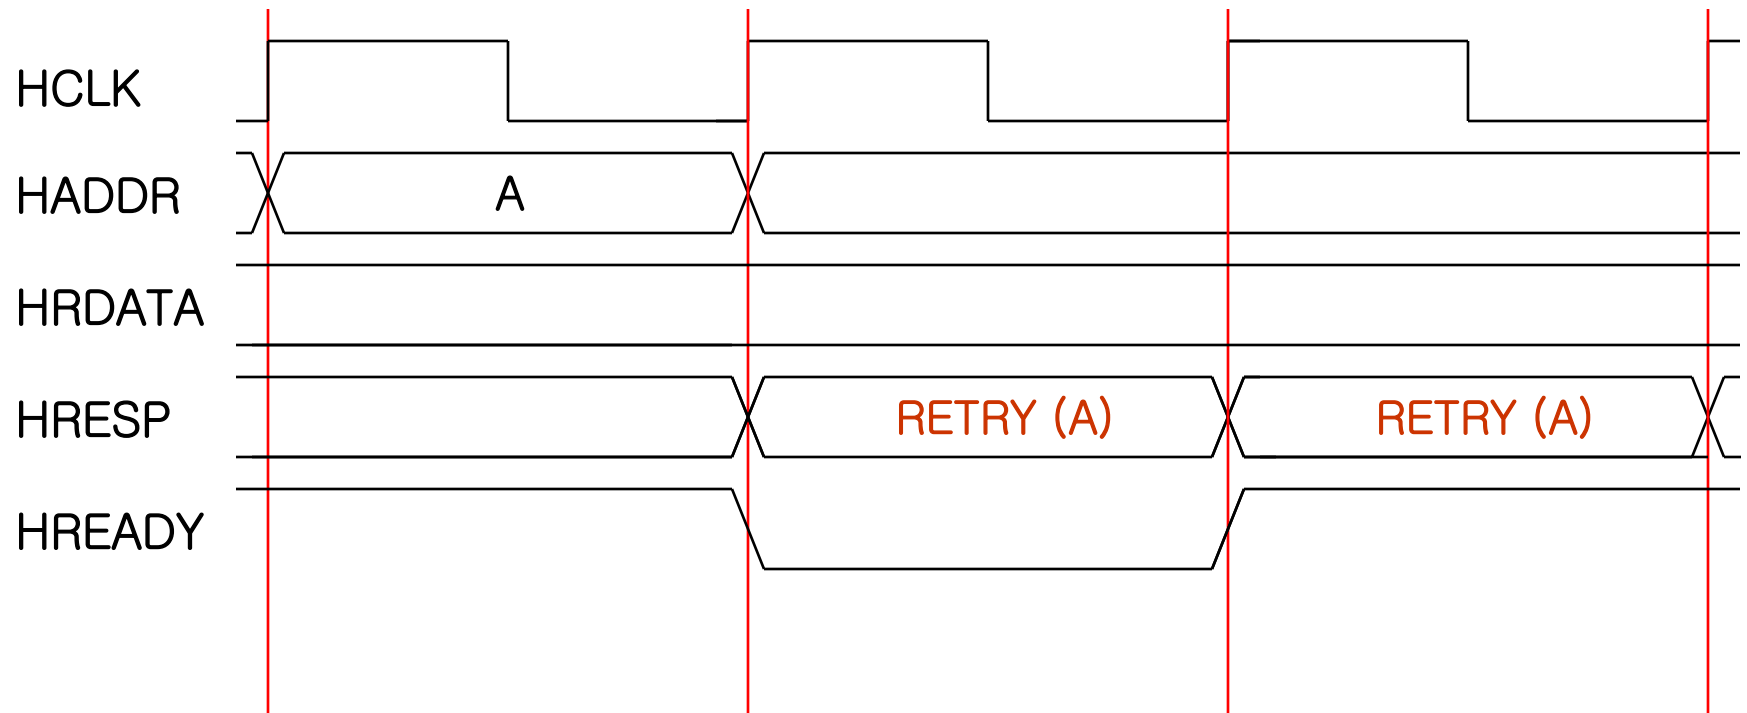 HCLK
HADDR A
HRDATA
HRESP RETRY (A) RETRY (A)
HREADY